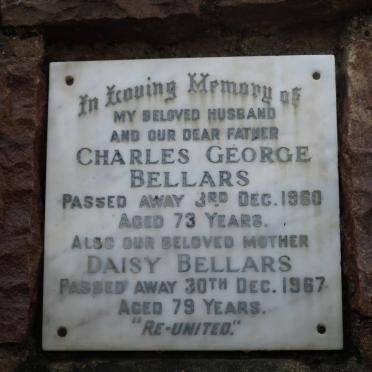 In Loving Memory of
MY BELOVED HUSBAND
AND OUR DEAR FATHER
CHARLES GEORGE
BELLARS
PASSED AWAY 3RD DEC. 1960
AGED 73 YEARS.
ALSO OUR BELOVED MOTHER
DAISY BELLARS
PASSED AWAY 30TH DEC. 1967
AGED 79 YEARS.
"RE-UNITED."